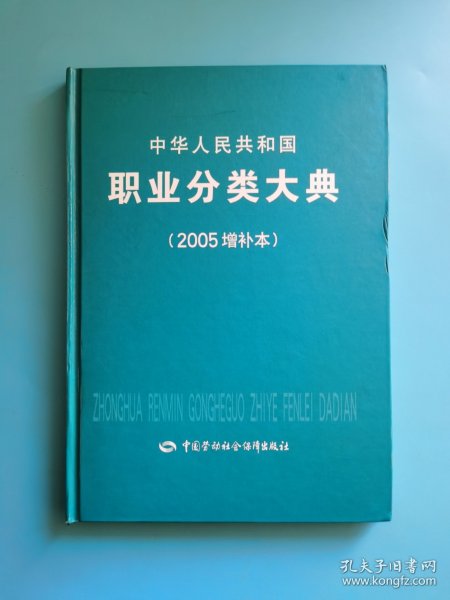 中华人民共和国
职业分类大典
（2005增补本）
ZHONGHUA RENMIN GONGHEGUO ZHIYE FENLEI DADIAN
中国劳动社会保障出版社
孔夫子旧书网
www.kongfz.com